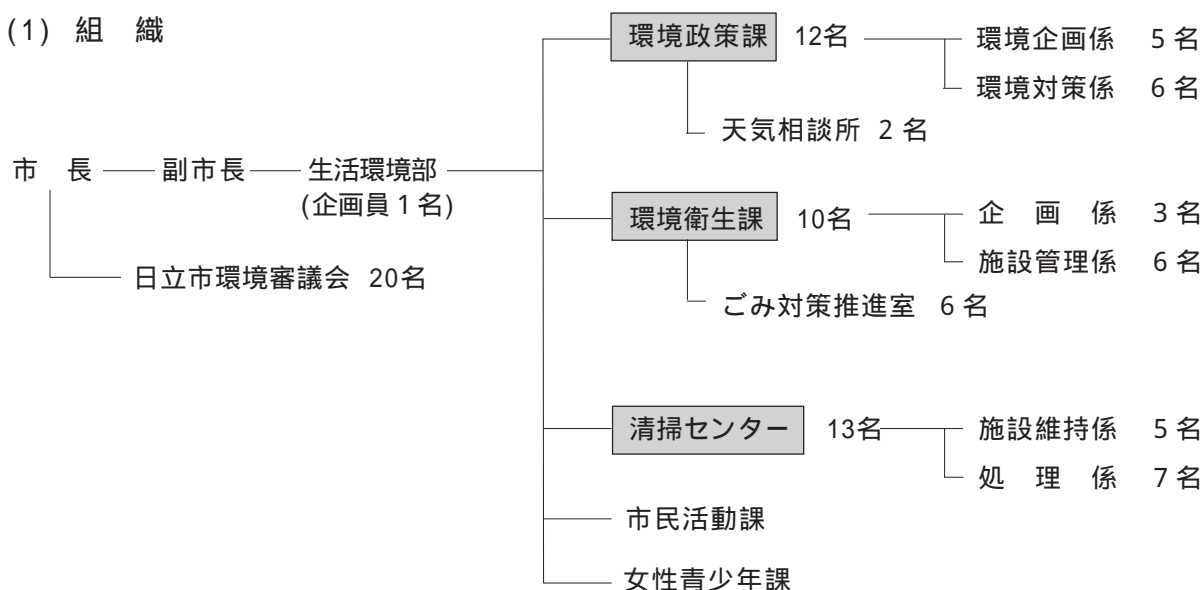 (1) 組　織
環境政策課　12名　環境企画係　5名
環境対策係　6名
天気相談所　2名
市　長　副市長　生活環境部
(企画員1名)
環境衛生課　10名　企　画　係　3名
施設管理係　6名
日立市環境審議会　20名
ごみ対策推進室　6名
清掃センター　13名　施設維持係　5名
処　理　係　7名
市民活動課
女性青少年課